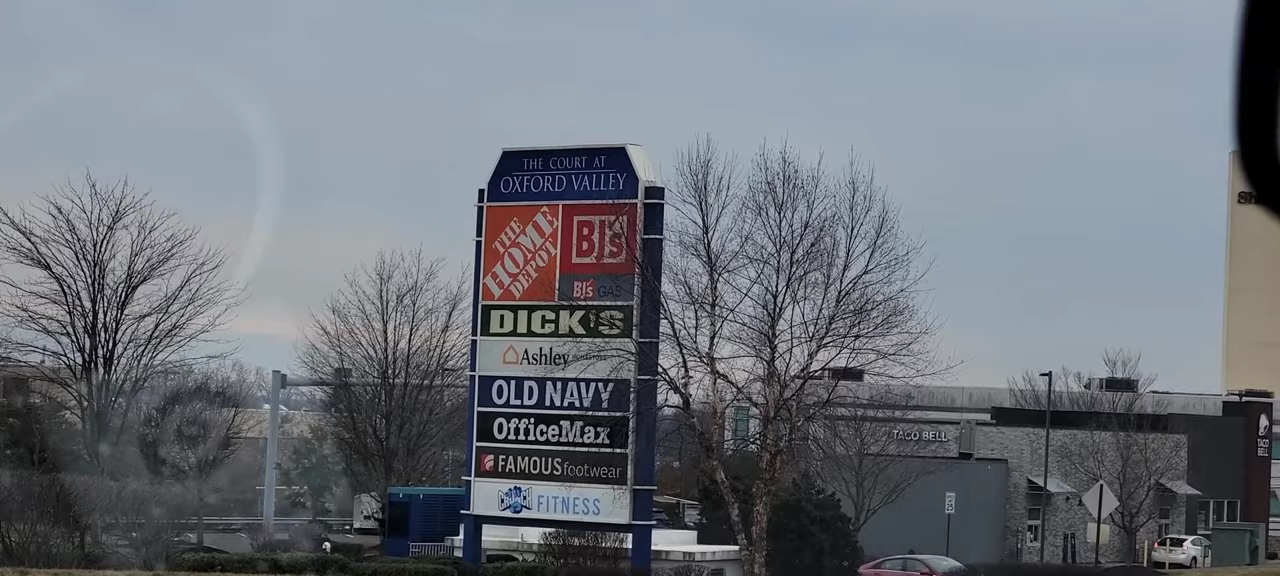 THE COURT AT
OXFORD VALLEY
THE
HOME
DEPOT
BJ's
BJ's GAS
DICK'S
Ashley HOMESTORE
OLD NAVY
OfficeMax
FAMOUS footwear
CRUNCH FITNESS
TACO BELL
TACO
BELL
25